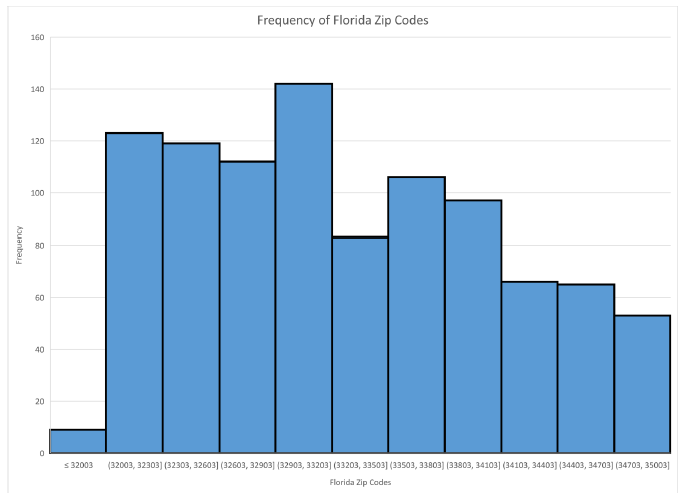 Frequency of Florida Zip Codes
160
140
120
100
80
60
40
20
0
Frequency
≤ 32003 (32003, 32303] (32303, 32603] (32603, 32903] (32903, 33203] (33203, 33503] (33503, 33803] (33803, 34103] (34103, 34403] (34403, 34703] (34703, 35003]
Florida Zip Codes